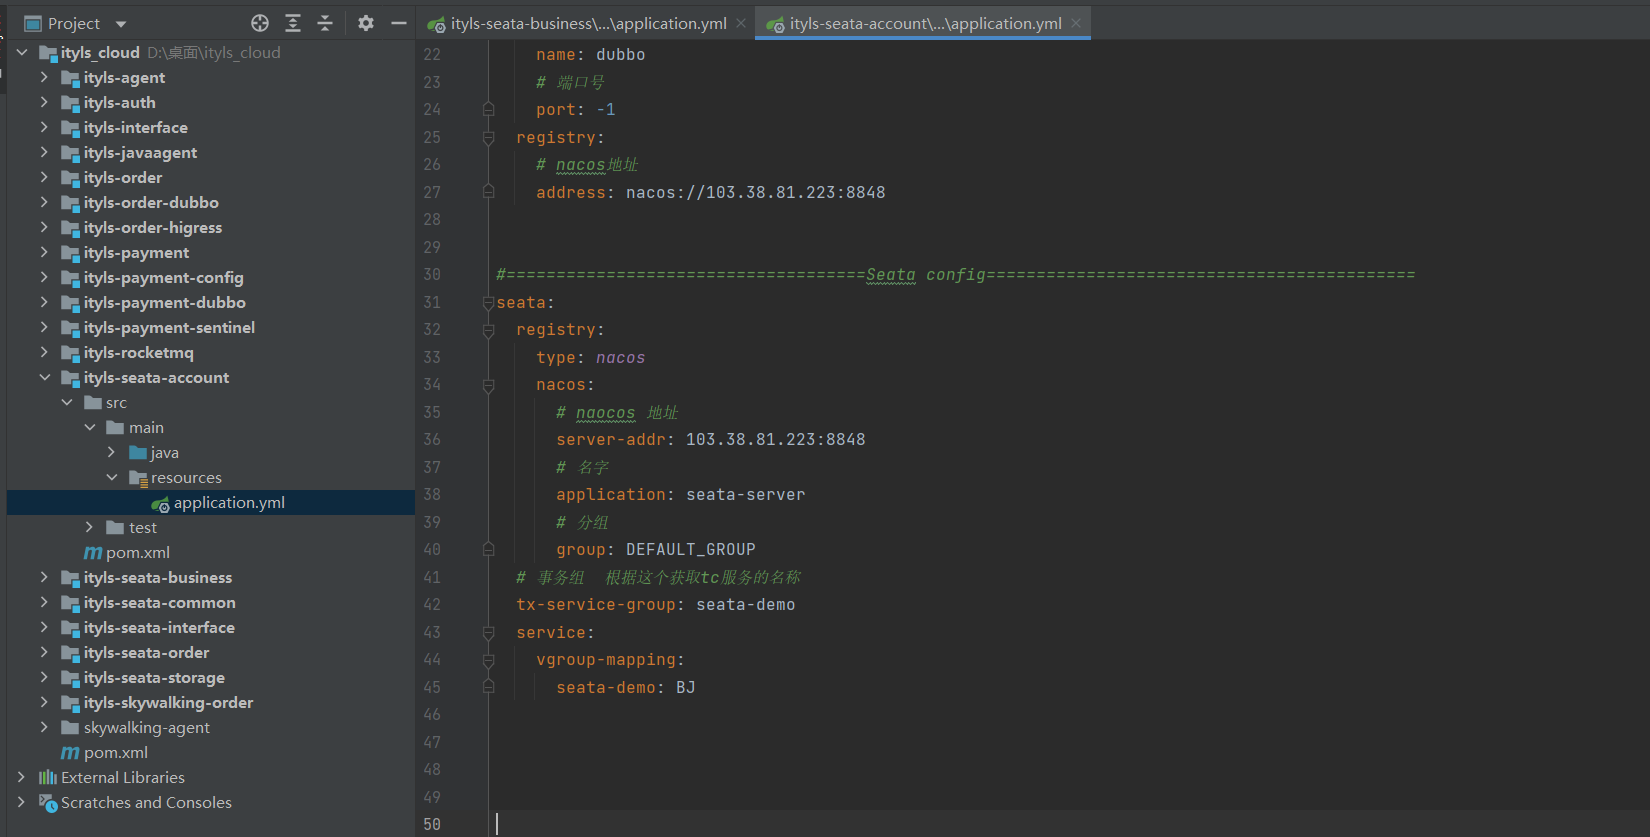 Project
ityls-seata-business\...\application.yml
ityls-seata-account\...\application.yml
ityls_cloud D:\桌面\ityls_cloud
ityls-agent
ityls-auth
ityls-interface
ityls-javaagent
ityls-order
ityls-order-dubbo
ityls-order-higress
ityls-payment
ityls-payment-config
ityls-payment-dubbo
ityls-payment-sentinel
ityls-rocketmq
ityls-seata-account
src
main
java
resources
application.yml
test
pom.xml
ityls-seata-business
ityls-seata-common
ityls-seata-interface
ityls-seata-order
ityls-seata-storage
ityls-skywalking-order
skywalking-agent
pom.xml
External Libraries
Scratches and Consoles
22 name: dubbo
23 # 端口号
24 port: -1
25 registry:
26 # nacos地址
27 address: nacos://103.38.81.223:8848
28
29
30 #====================================Seata config===========================================
31 seata:
32 registry:
33 type: nacos
34 nacos:
35 # naocos 地址
36 server-addr: 103.38.81.223:8848
37 # 名字
38 application: seata-server
39 # 分组
40 group: DEFAULT_GROUP
41 # 事务组  根据这个获取tc服务的名称
42 tx-service-group: seata-demo
43 service:
44 vgroup-mapping:
45 seata-demo: BJ
46
47
48
49
50